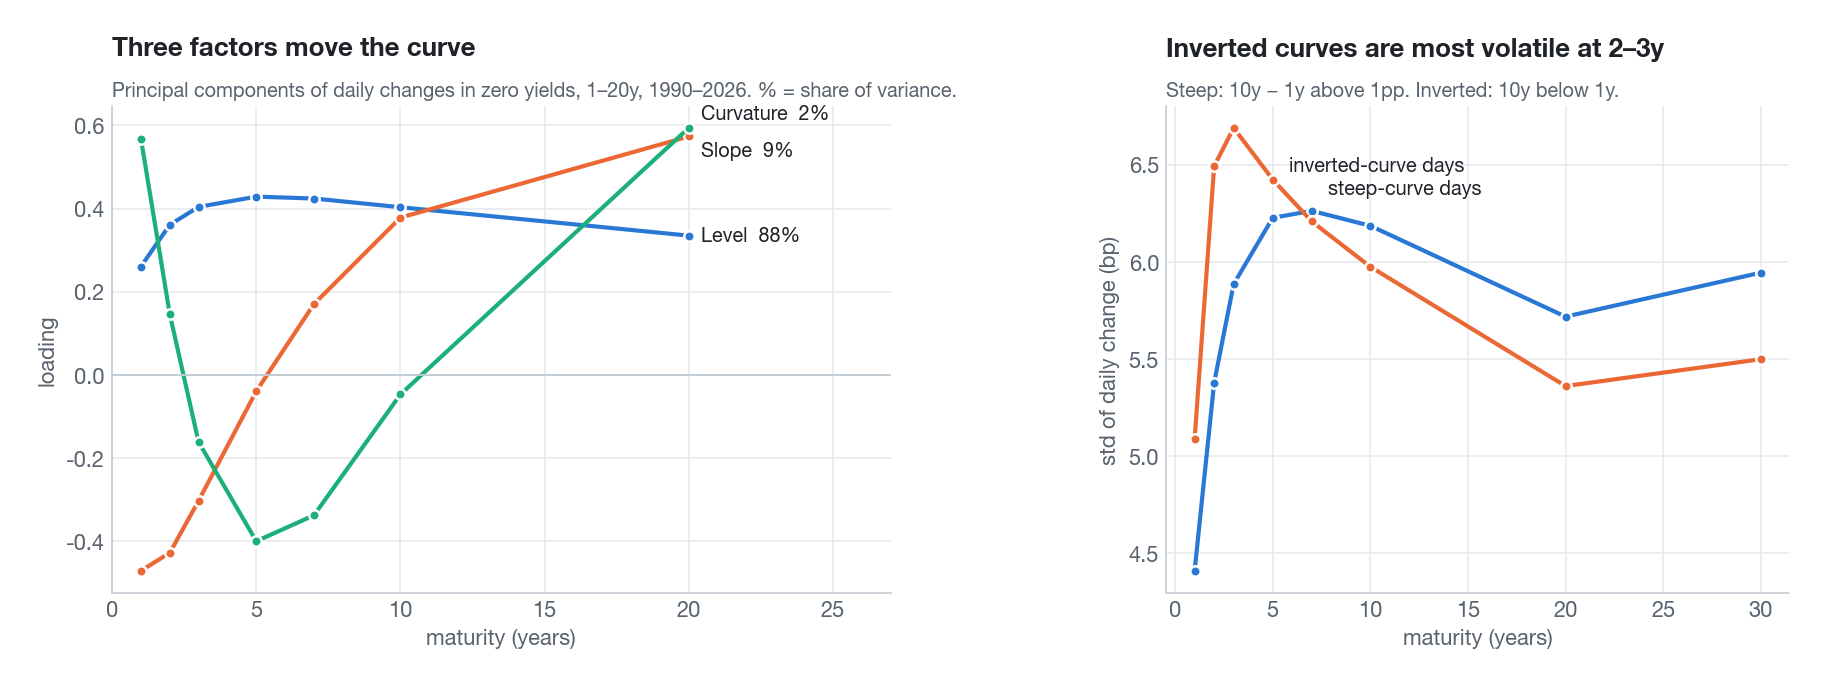 Three factors move the curve
Principal components of daily changes in zero yields, 1–20y, 1990–2026. % = share of variance.
Curvature 2%
Slope 9%
Level 88%
0.6
0.4
0.2
0.0
-0.2
-0.4
loading
0 5 10 15 20 25
maturity (years)
Inverted curves are most volatile at 2–3y
Steep: 10y − 1y above 1pp. Inverted: 10y below 1y.
inverted-curve days
steep-curve days
6.5
6.0
5.5
5.0
4.5
std of daily change (bp)
0 5 10 15 20 25 30
maturity (years)